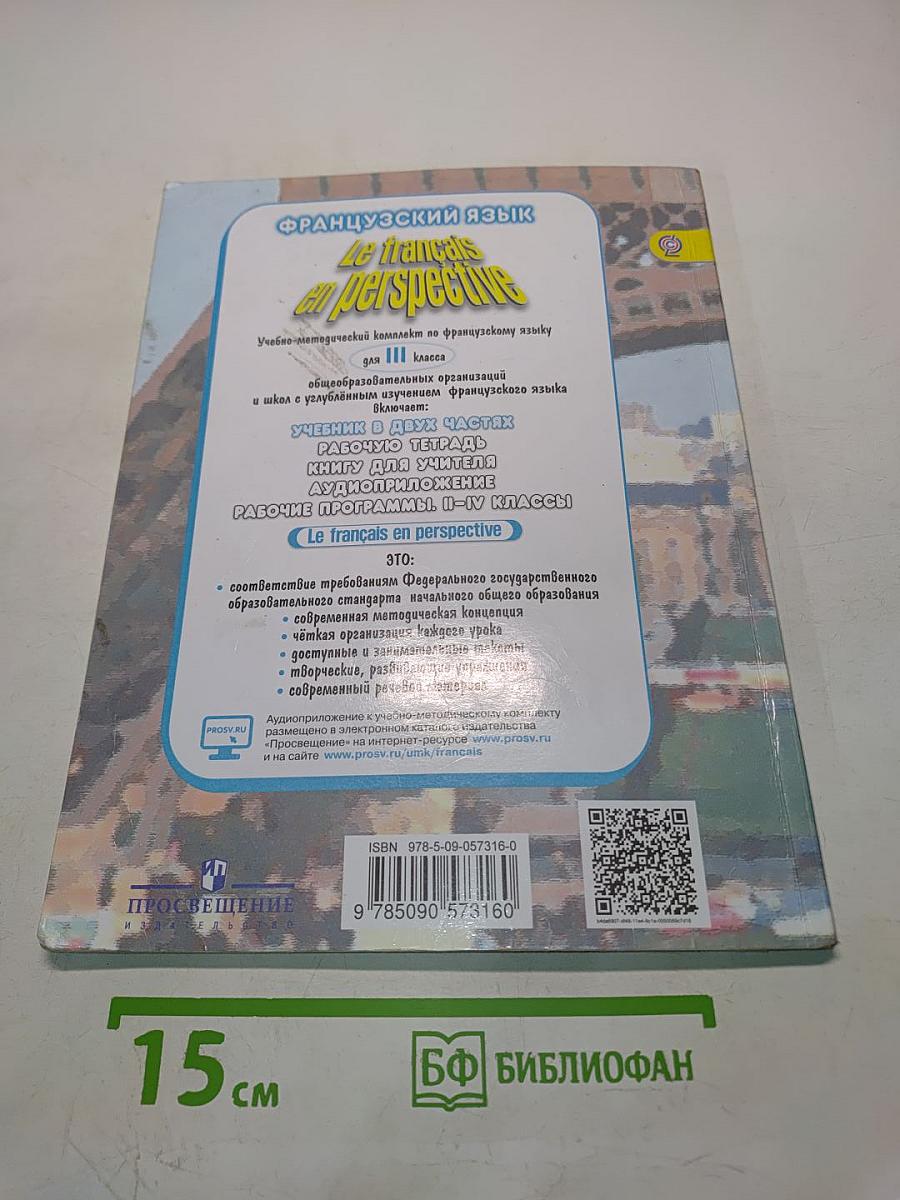 ФРАНЦУЗСКИЙ ЯЗЫК
Le français
en perspective
Учебно-методический комплект по французскому языку
для III класса
общеобразовательных организаций
и школ с углублённым изучением французского языка
включает:
УЧЕБНИК В ДВУХ ЧАСТЯХ
РАБОЧУЮ ТЕТРАДЬ
КНИГУ ДЛЯ УЧИТЕЛЯ
АУДИОПРИЛОЖЕНИЕ
РАБОЧИЕ ПРОГРАММЫ. II–IV КЛАССЫ
Le français en perspective
ЭТО:
• соответствие требованиям Федерального государственного
образовательного стандарта начального общего образования
• современная методическая концепция
• чёткая организация каждого урока
• доступные и занимательные тексты
• творческие, развивающие упражнения
• современный речевой материал
PROSV.RU
Аудиоприложение к учебно-методическому комплекту
размещено в электронном каталоге издательства
«Просвещение» на интернет-ресурсе www.prosv.ru
и на сайте www.prosv.ru/umk/francais
ПРОСВЕЩЕНИЕ
ИЗДАТЕЛЬСТВО
ISBN 978-5-09-057316-0
9 785090 573160
15 см
БФ БИБЛИОФАН